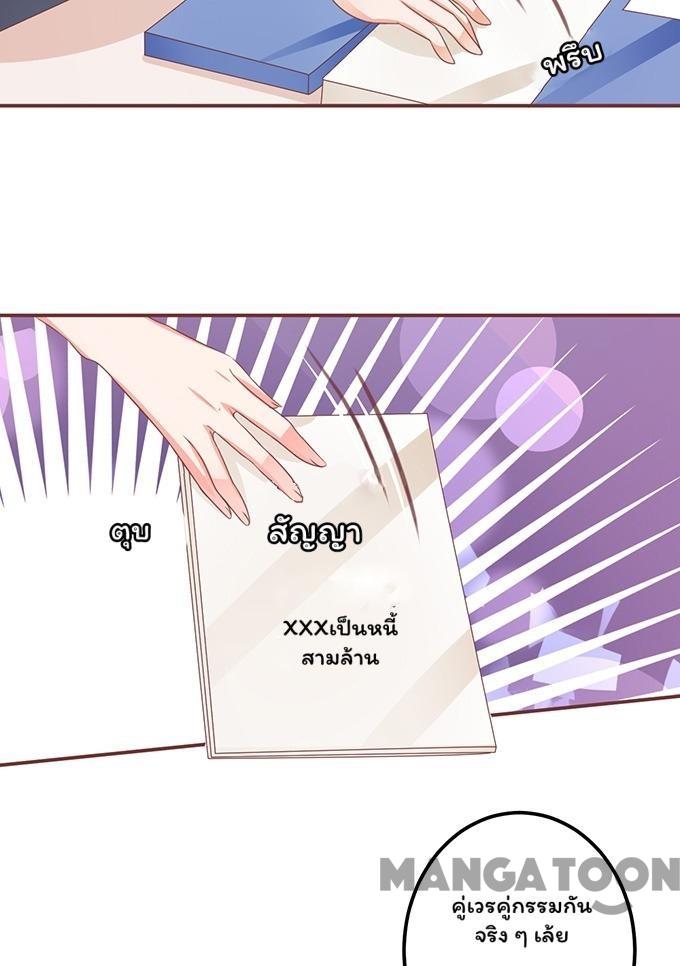 พรึบ
ตุบ
สัญญา
XXXเป็นหนี้
สามล้าน
MANGATOON
คู่เวรคู่กรรมกัน
จริง ๆ เล้ย